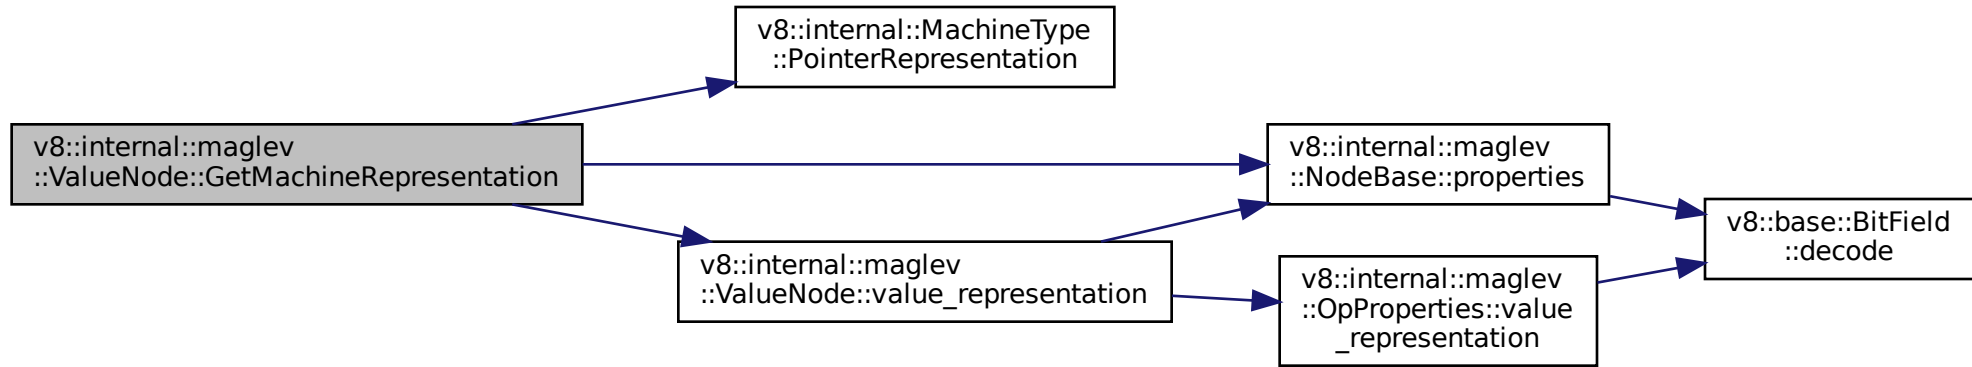 v8::internal::MachineType
::PointerRepresentation
v8::internal::maglev
::ValueNode::GetMachineRepresentation
v8::internal::maglev
::NodeBase::properties
v8::base::BitField
::decode
v8::internal::maglev
::ValueNode::value_representation
v8::internal::maglev
::OpProperties::value
_representation